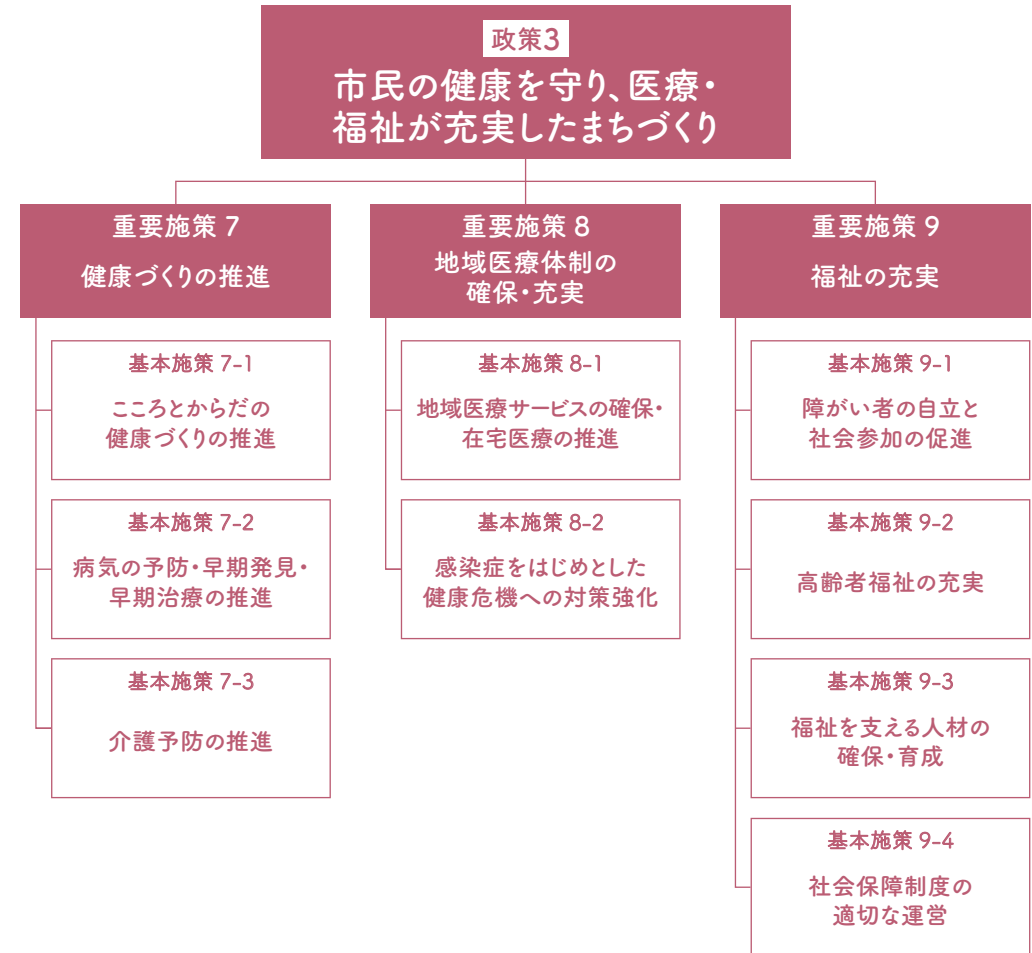 政策3
市民の健康を守り、医療・
福祉が充実したまちづくり
重要施策 7
健康づくりの推進
基本施策 7-1
こころとからだの
健康づくりの推進
基本施策 7-2
病気の予防・早期発見・
早期治療の推進
基本施策 7-3
介護予防の推進
重要施策 8
地域医療体制の
確保・充実
基本施策 8-1
地域医療サービスの確保・
在宅医療の推進
基本施策 8-2
感染症をはじめとした
健康危機への対策強化
重要施策 9
福祉の充実
基本施策 9-1
障がい者の自立と
社会参加の促進
基本施策 9-2
高齢者福祉の充実
基本施策 9-3
福祉を支える人材の
確保・育成
基本施策 9-4
社会保障制度の
適切な運営